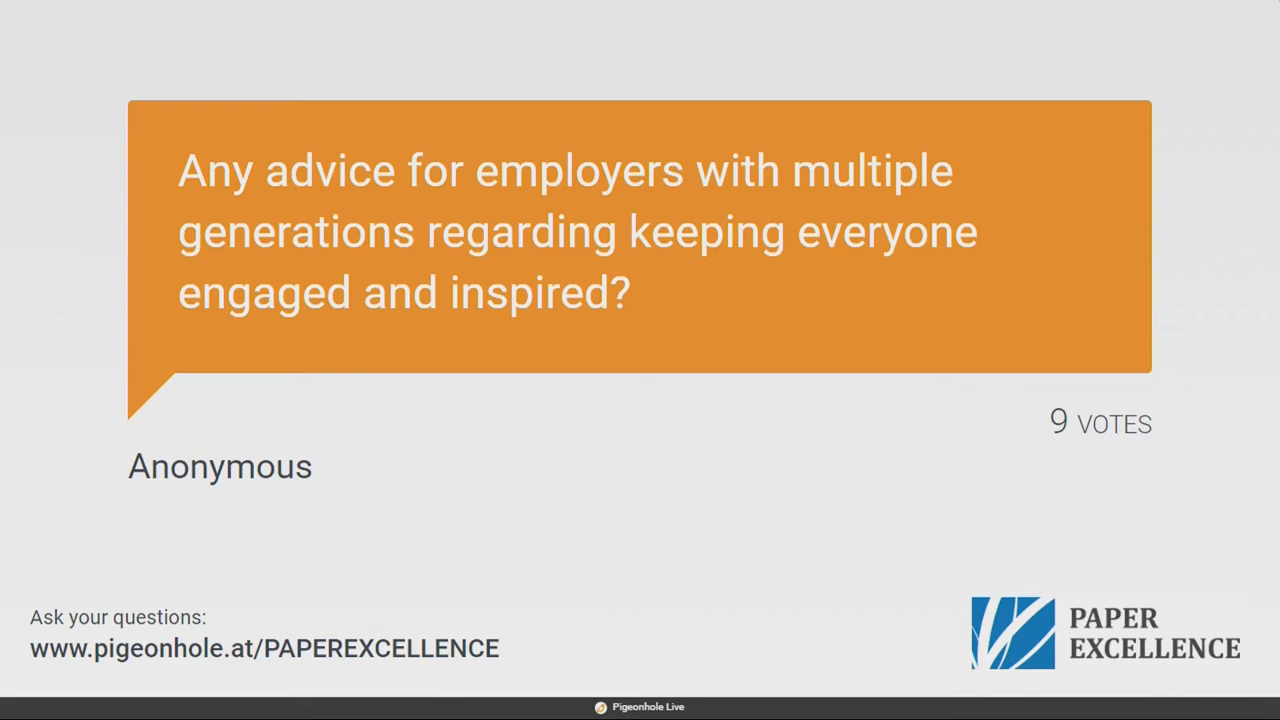 Any advice for employers with multiple
generations regarding keeping everyone
engaged and inspired?
9 VOTES
Anonymous
Ask your questions:
www.pigeonhole.at/PAPEREXCELLENCE
PAPER
EXCELLENCE
Pigeonhole Live